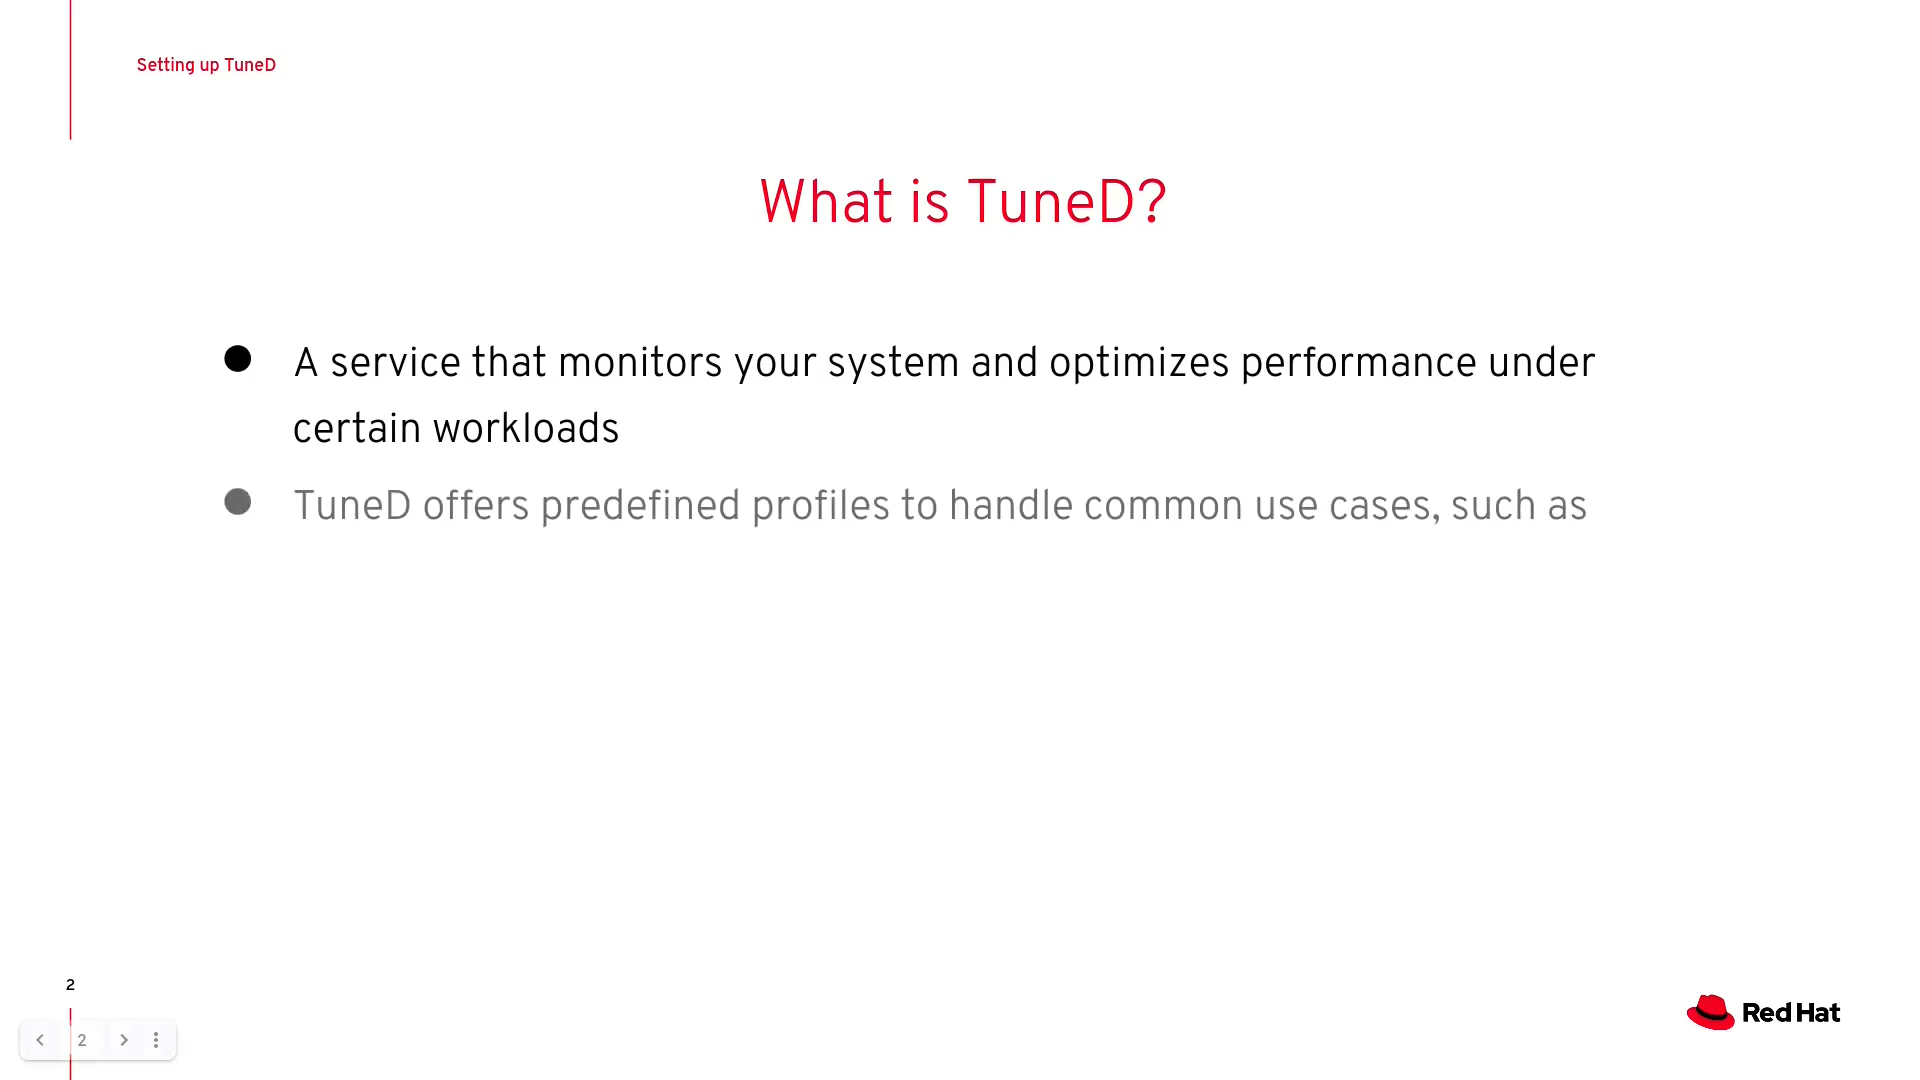 Setting up TuneD
What is TuneD?
● A service that monitors your system and optimizes performance under
certain workloads
● TuneD offers predefined profiles to handle common use cases, such as
2
2
Red Hat